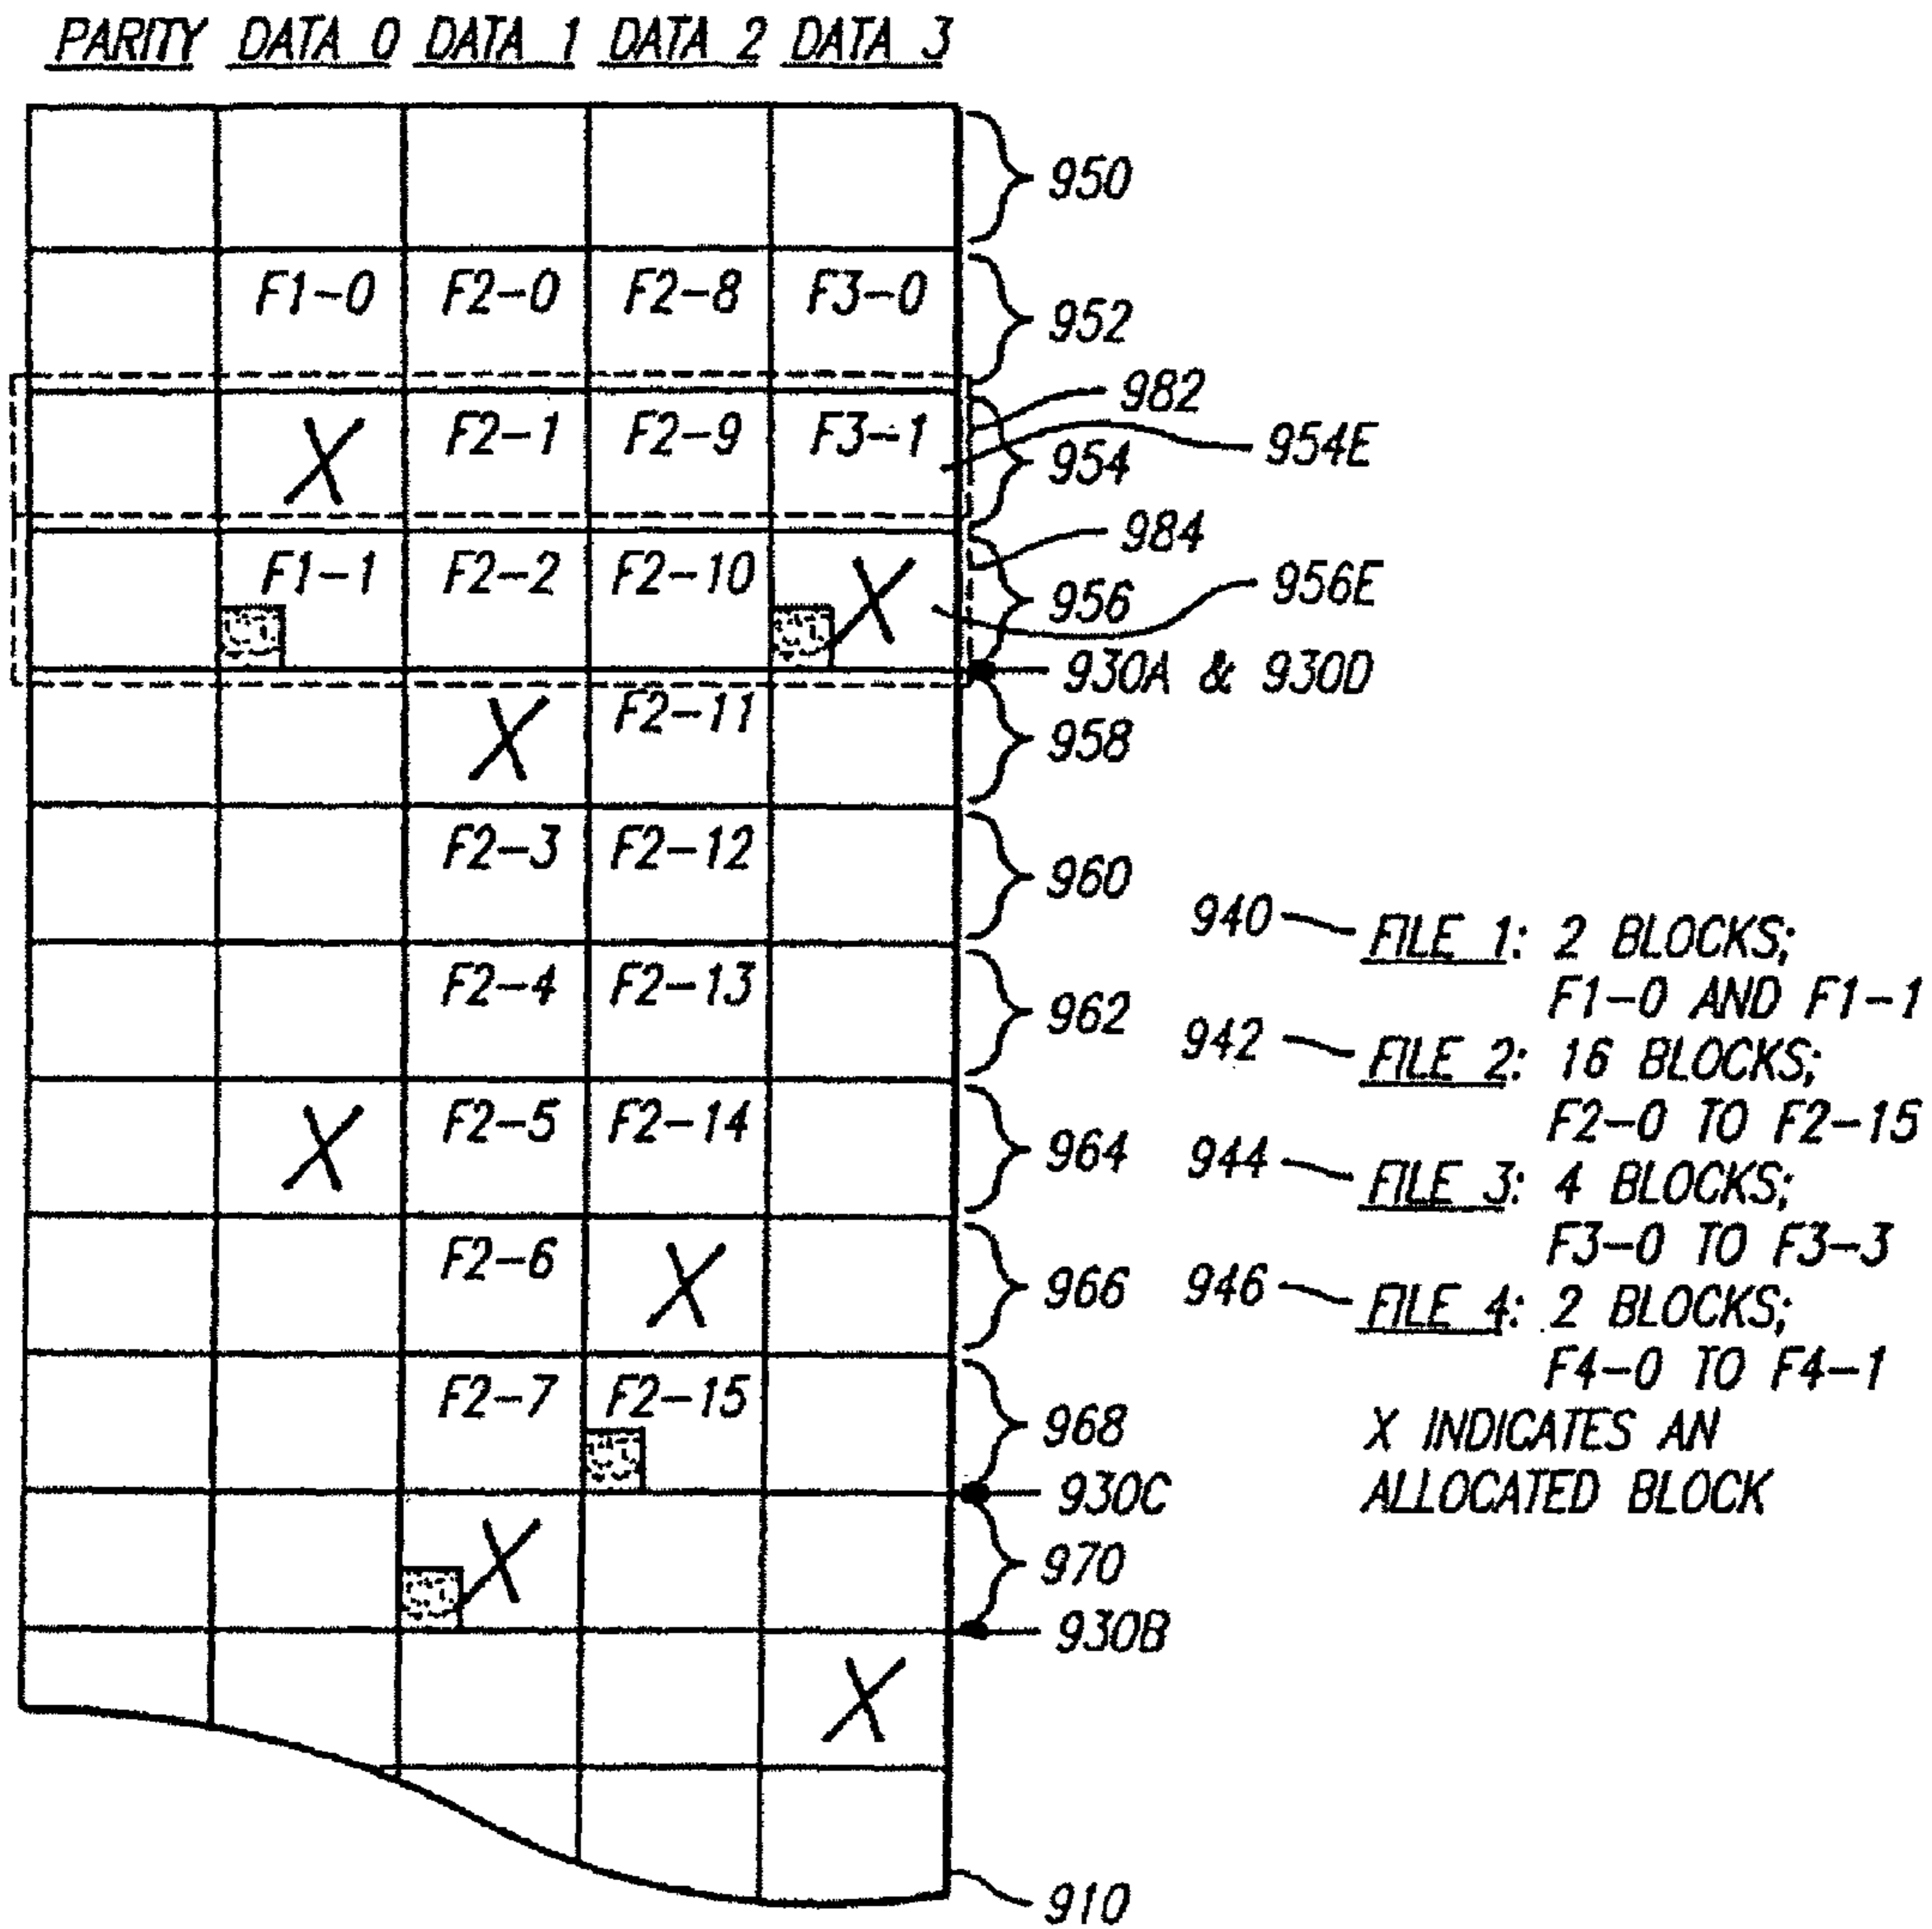 PARITY DATA 0 DATA 1 DATA 2 DATA 3
950
F1-0 F2-0 F2-8 F3-0
952
982
X F2-1 F2-9 F3-1
954E
954
984
F1-1 F2-2 F2-10 X
956E
956
930A & 930D
X F2-11
958
F2-3 F2-12
960
F2-4 F2-13
962
X F2-5 F2-14
964
F2-6 X
966
F2-7 F2-15
968
930C
X
970
930B
X
910
940 FILE 1: 2 BLOCKS;
F1-0 AND F1-1
942 FILE 2: 16 BLOCKS;
F2-0 TO F2-15
944 FILE 3: 4 BLOCKS;
F3-0 TO F3-3
946 FILE 4: 2 BLOCKS;
F4-0 TO F4-1
X INDICATES AN
ALLOCATED BLOCK